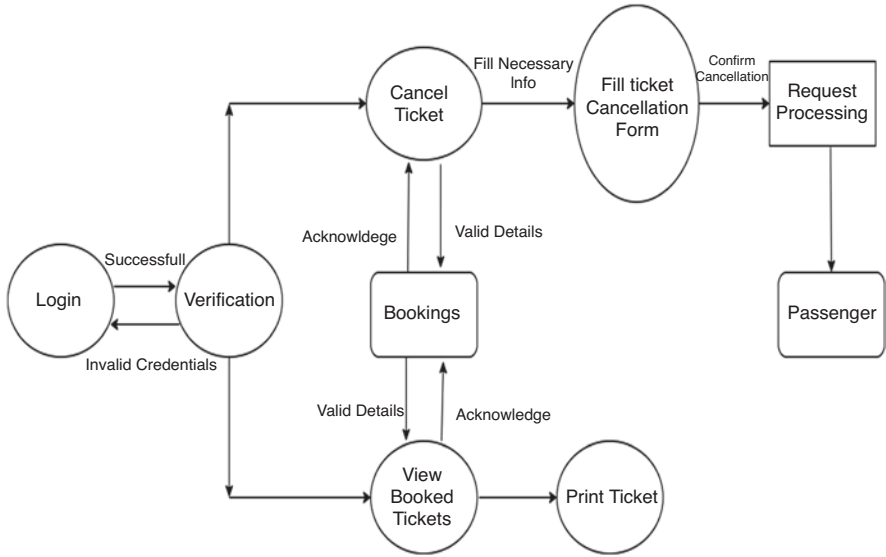 Fill Necessary
Info
Confirm
Cancellation
Cancel
Ticket
Fill ticket
Cancellation
Form
Request
Processing
Acknowldege
Valid Details
Successfull
Login
Verification
Bookings
Passenger
Invalid Credentials
Valid Details
Acknowledge
View
Booked
Tickets
Print Ticket